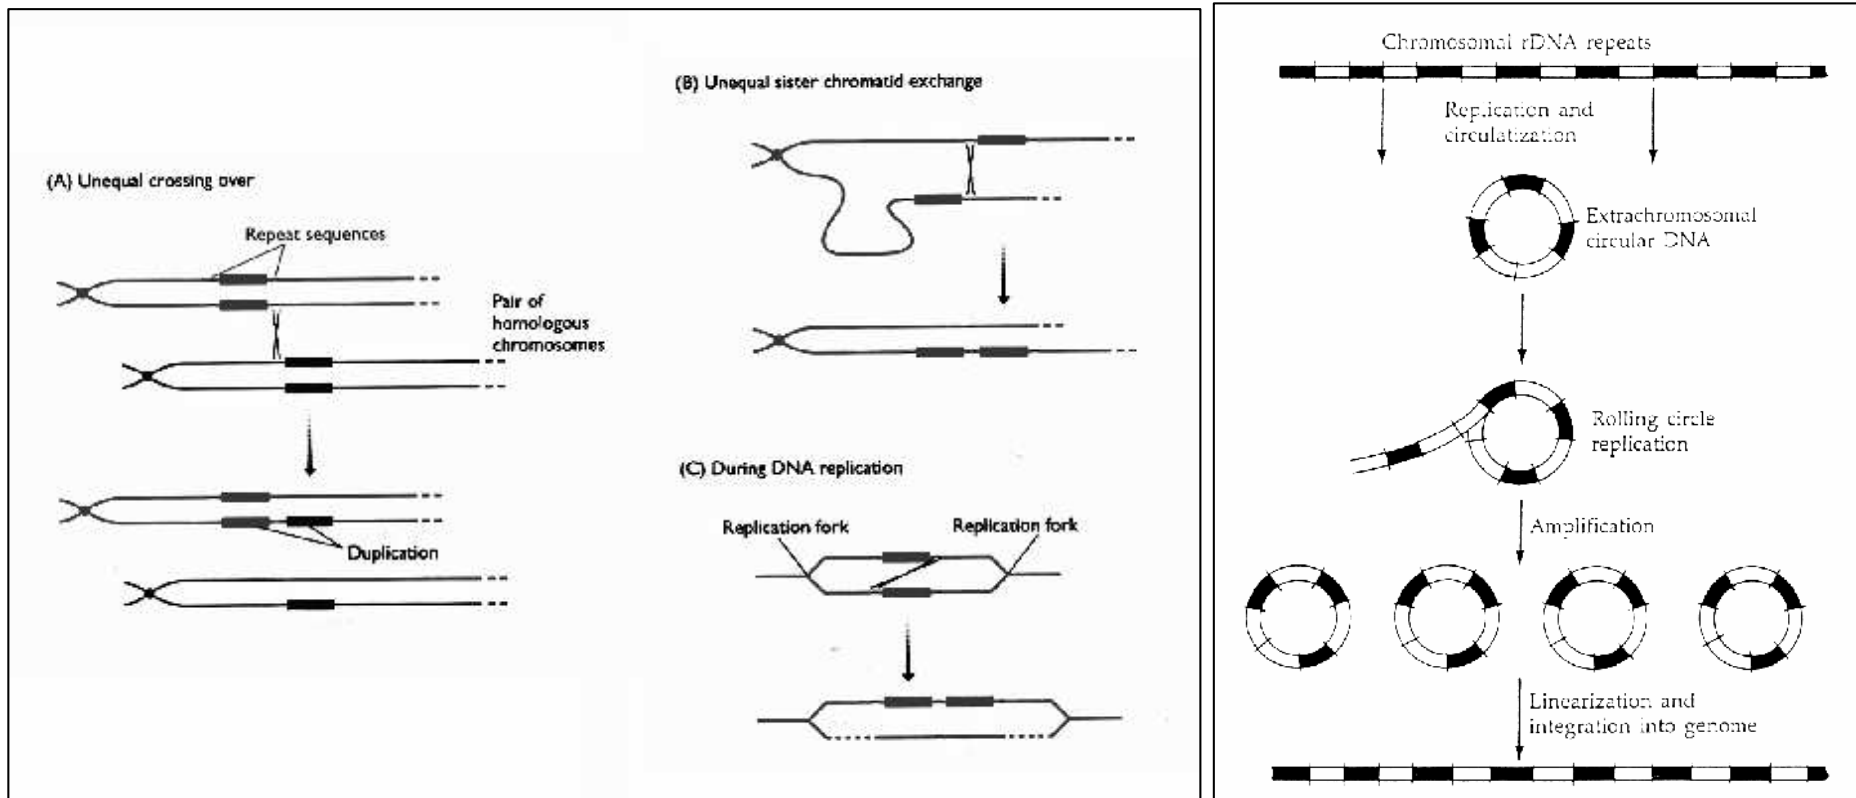 (A) Unequal crossing over
Repeat sequences
Pair of
homologous
chromosomes
Duplication
(B) Unequal sister chromatid exchange
(C) During DNA replication
Replication fork
Replication fork
Chromosomal rDNA repeats
Replication and
circulatization
Extrachromosomal
circular DNA
Rolling circle
replication
Amplification
Linearization and
integration into genome